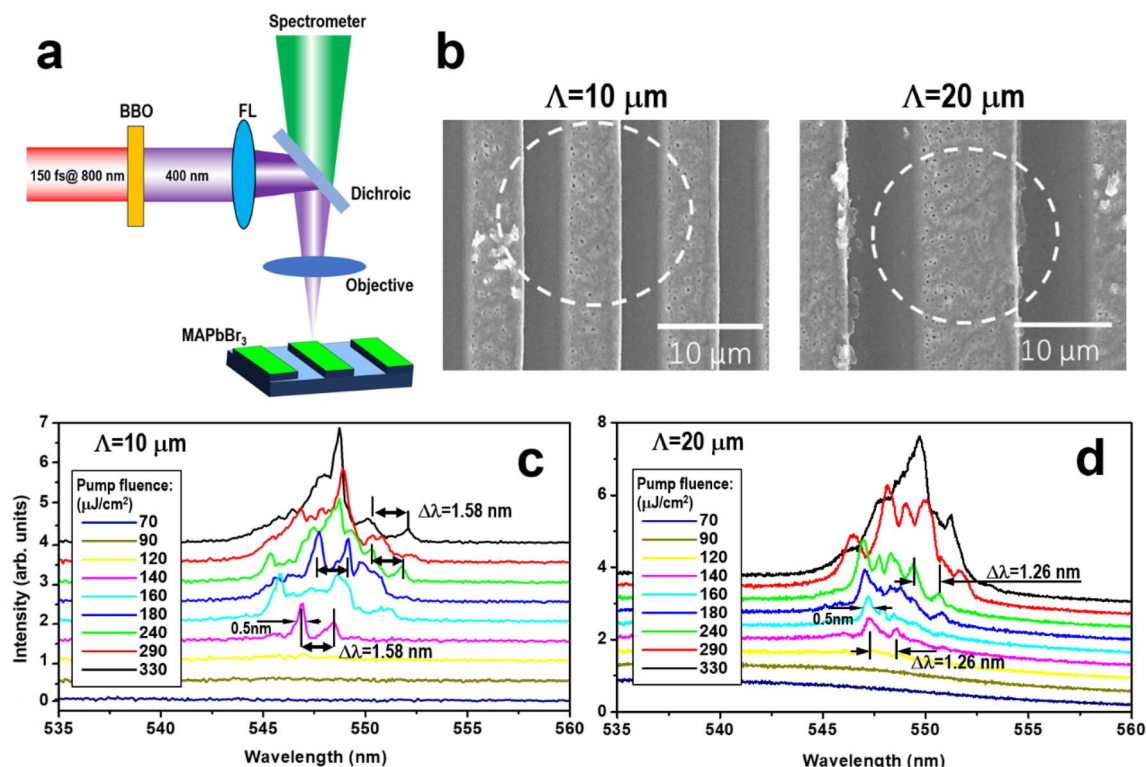 a
Spectrometer
BBO
FL
150 fs@ 800 nm
400 nm
Dichroic
Objective
MAPbBr₃
b
Λ=10 μm
Λ=20 μm
10 μm
10 μm
c
Λ=10 μm
Pump fluence:
(μJ/cm²)
70
90
120
140
160
180
240
290
330
Δλ=1.58 nm
0.5nm
Δλ=1.58 nm
7
6
5
4
3
2
1
0
Intensity (arb. units)
535
540
545
550
555
560
Wavelength (nm)
d
Λ=20 μm
Pump fluence:
(μJ/cm²)
70
90
120
140
160
180
240
290
330
Δλ=1.26 nm
0.5nm
Δλ=1.26 nm
8
6
4
2
0
535
540
545
550
555
560
Wavelength (nm)